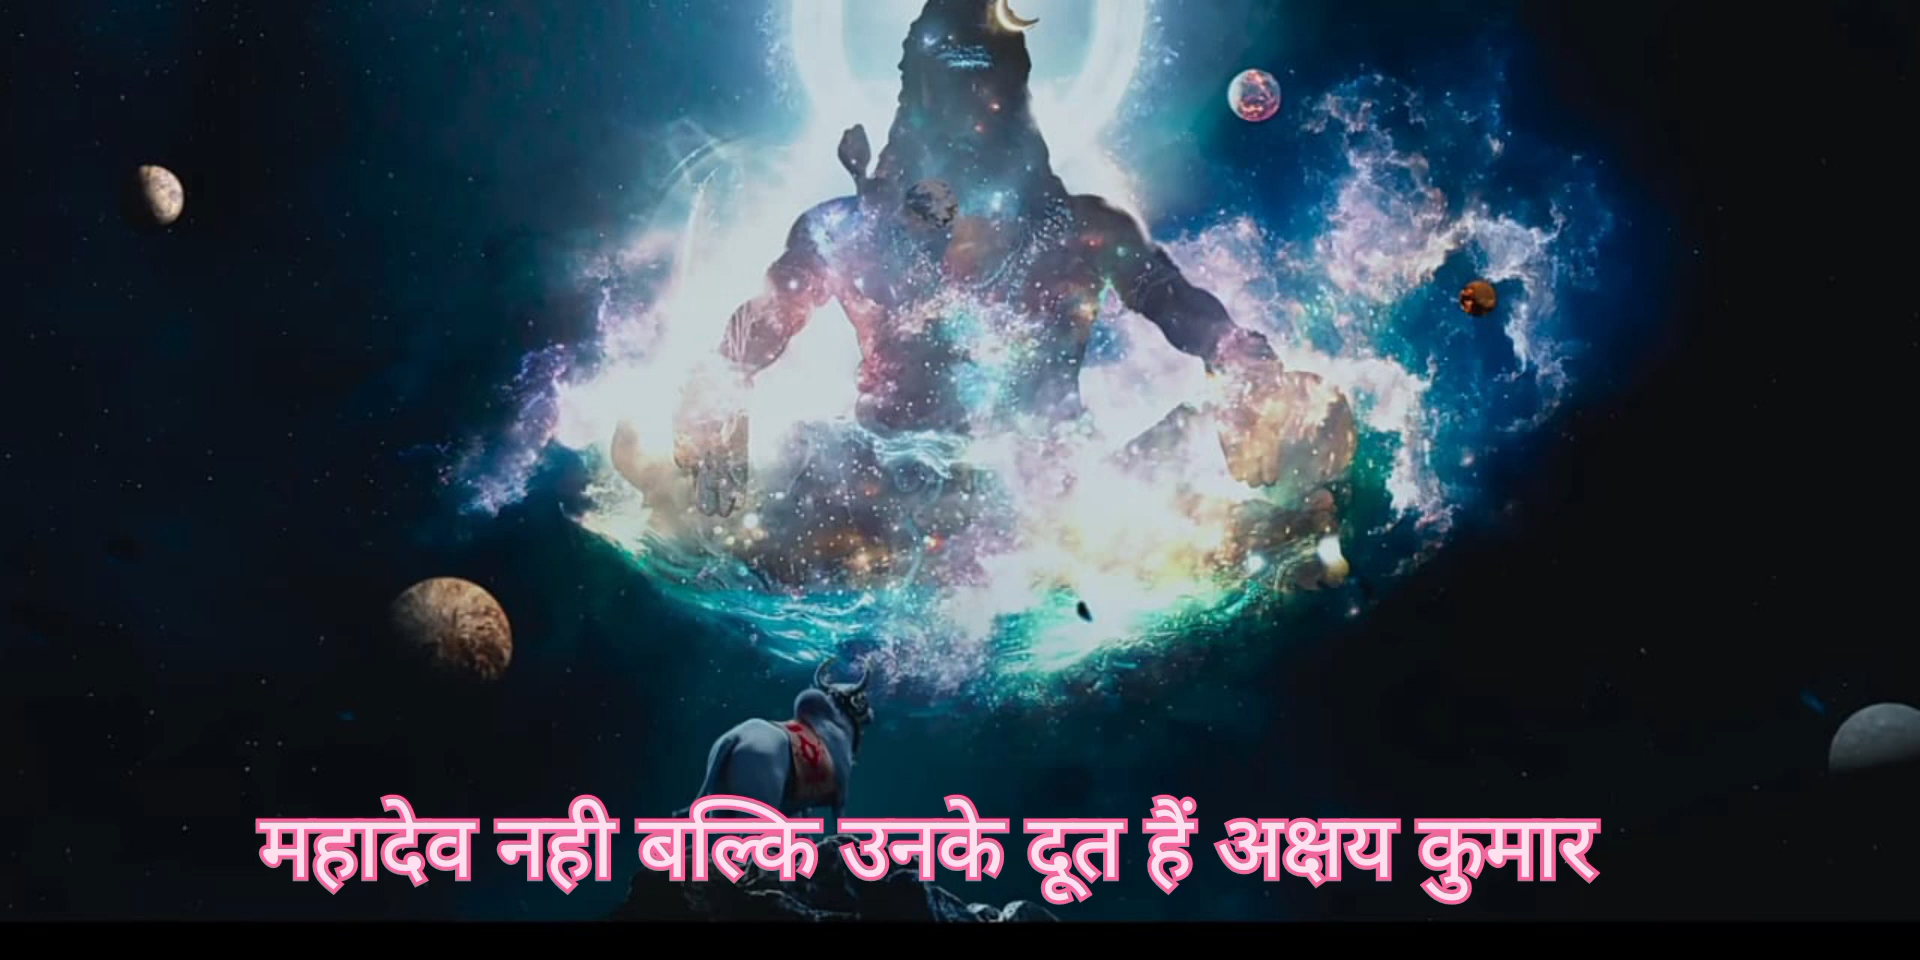 महादेव नही बल्कि उनके दूत हैं अक्षय कुमार